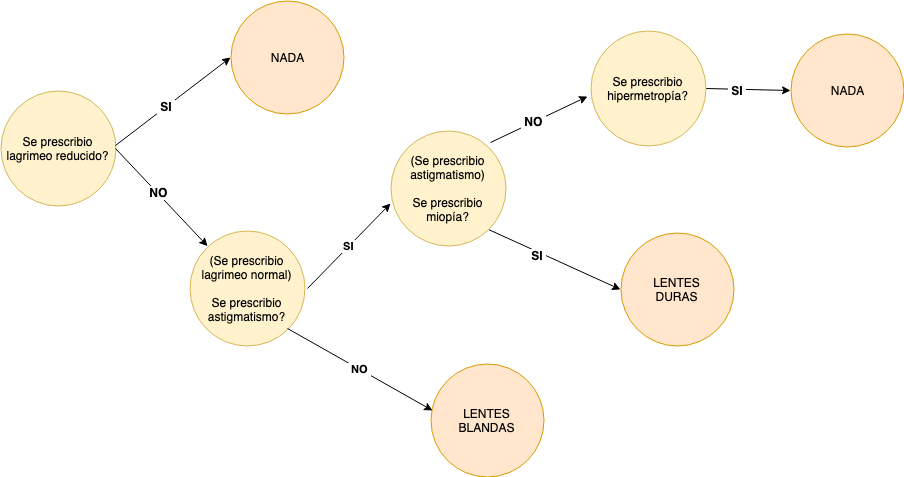 Se prescribio
lagrimeo reducido?
SI
NADA
NO
(Se prescribio
lagrimeo normal)
Se prescribio
astigmatismo?
SI
(Se prescribio
astigmatismo)
Se prescribio
miopía?
NO
Se prescribio
hipermetropía?
SI
NADA
SI
LENTES
DURAS
NO
LENTES
BLANDAS